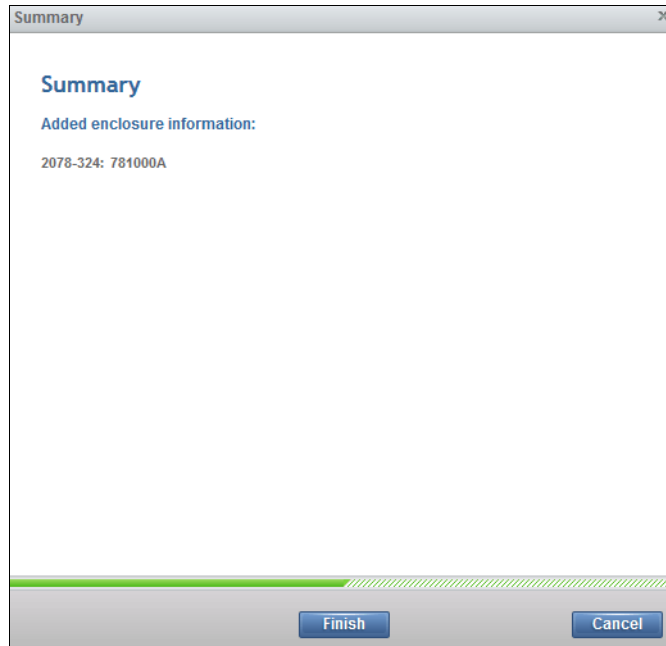 Summary
Summary
Added enclosure information:
2078-324: 781000A
Finish Cancel